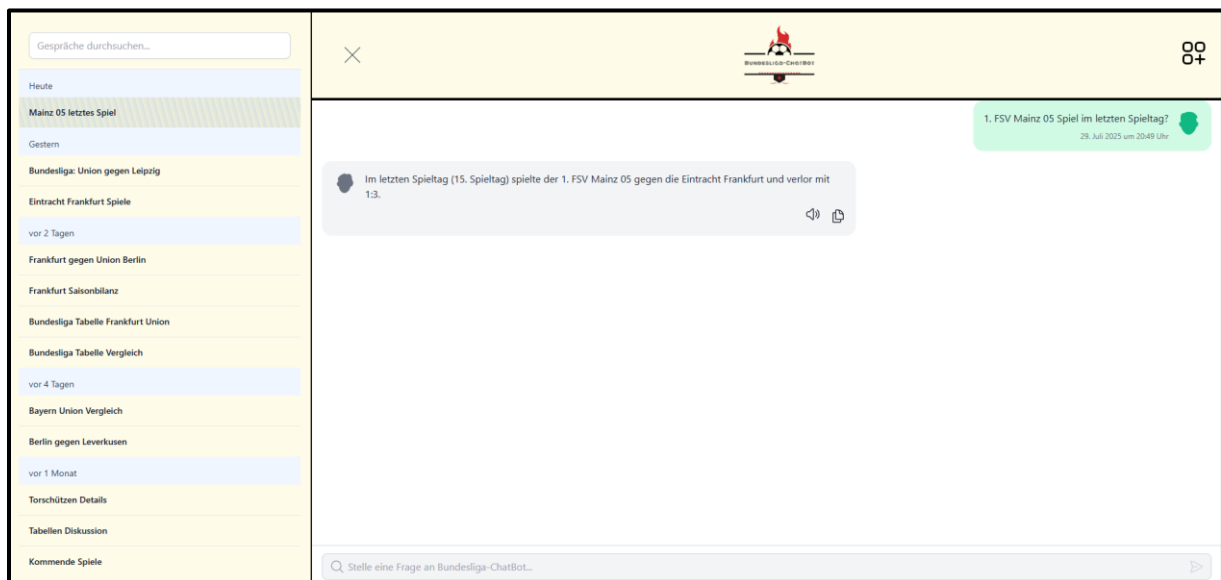 Gespräche durchsuchen...
Heute
Mainz 05 letztes Spiel
Gestern
Bundesliga: Union gegen Leipzig
Eintracht Frankfurt Spiele
vor 2 Tagen
Frankfurt gegen Union Berlin
Frankfurt Saisonbilanz
Bundesliga Tabelle Frankfurt Union
Bundesliga Tabelle Vergleich
vor 4 Tagen
Bayern Union Vergleich
Berlin gegen Leverkusen
vor 1 Monat
Torschützen Details
Tabellen Diskussion
Kommende Spiele
Bundesliga-ChatBot
1. FSV Mainz 05 Spiel im letzten Spieltag?
29. Juli 2025 um 20:49 Uhr
Im letzten Spieltag (15. Spieltag) spielte der 1. FSV Mainz 05 gegen die Eintracht Frankfurt und verlor mit
1:3.
Stelle eine Frage an Bundesliga-ChatBot...